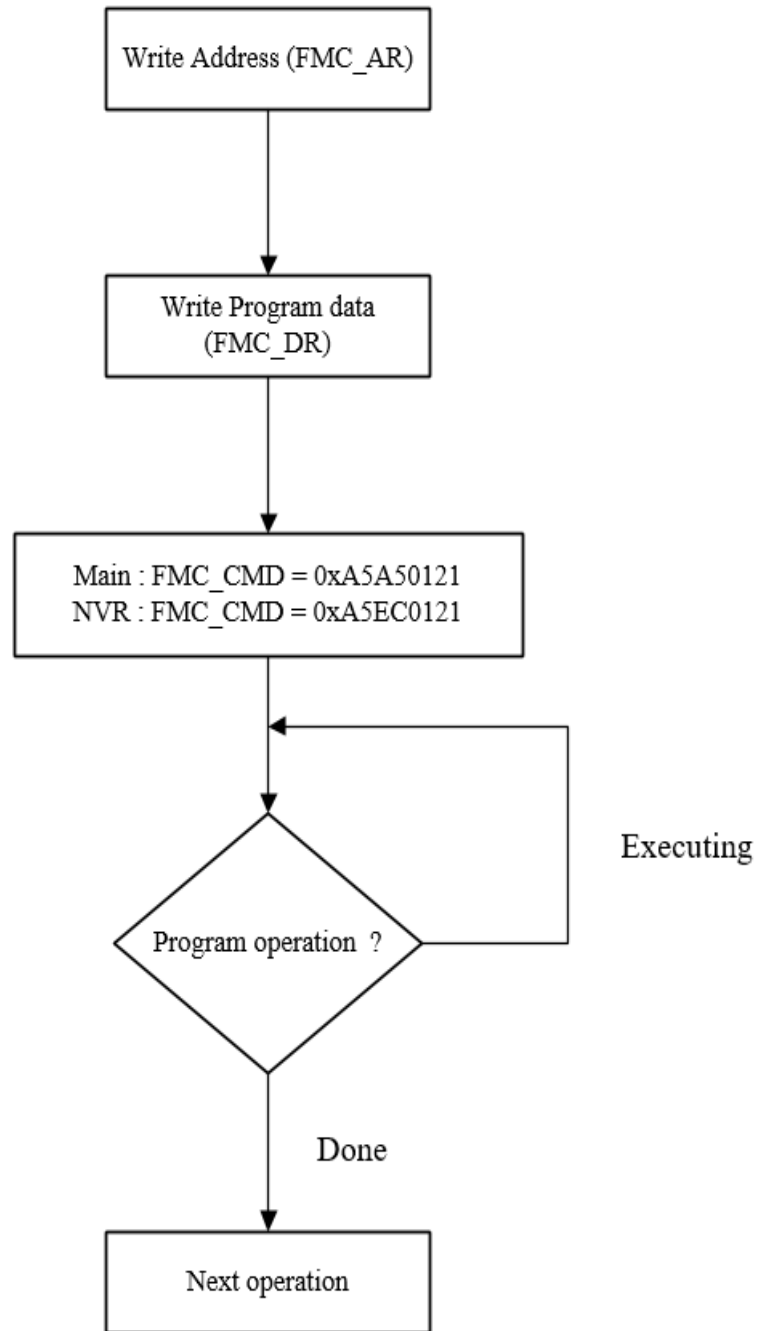 Write Address (FMC_AR)
Write Program data
(FMC_DR)
Main : FMC_CMD = 0xA5A50121
NVR : FMC_CMD = 0xA5EC0121
Executing
Program operation ?
Done
Next operation